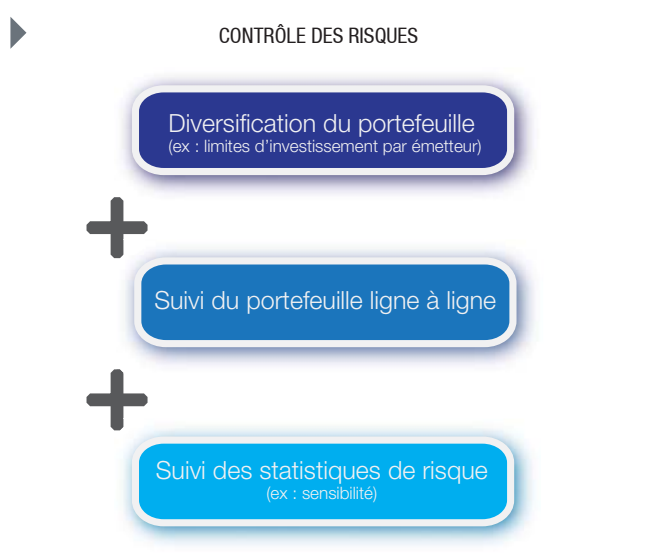 CONTRÔLE DES RISQUES
Diversification du portefeuille
(ex : limites d'investissement par émetteur)
Suivi du portefeuille ligne à ligne
Suivi des statistiques de risque
(ex : sensibilité)